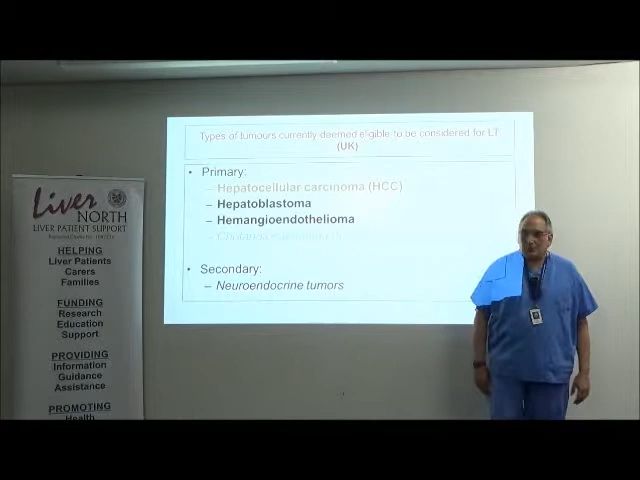 Types of tumours currently deemed eligible to be considered for LT
(UK)
• Primary:
– Hepatocellular carcinoma (HCC)
– Hepatoblastoma
– Hemangioendothelioma
• Secondary:
– Neuroendocrine tumors
Liver
NORTH
LIVER PATIENT SUPPORT
HELPING
Liver Patients
Carers
Families
FUNDING
Research
Education
Support
PROVIDING
Information
Guidance
Assistance
PROMOTING
Health